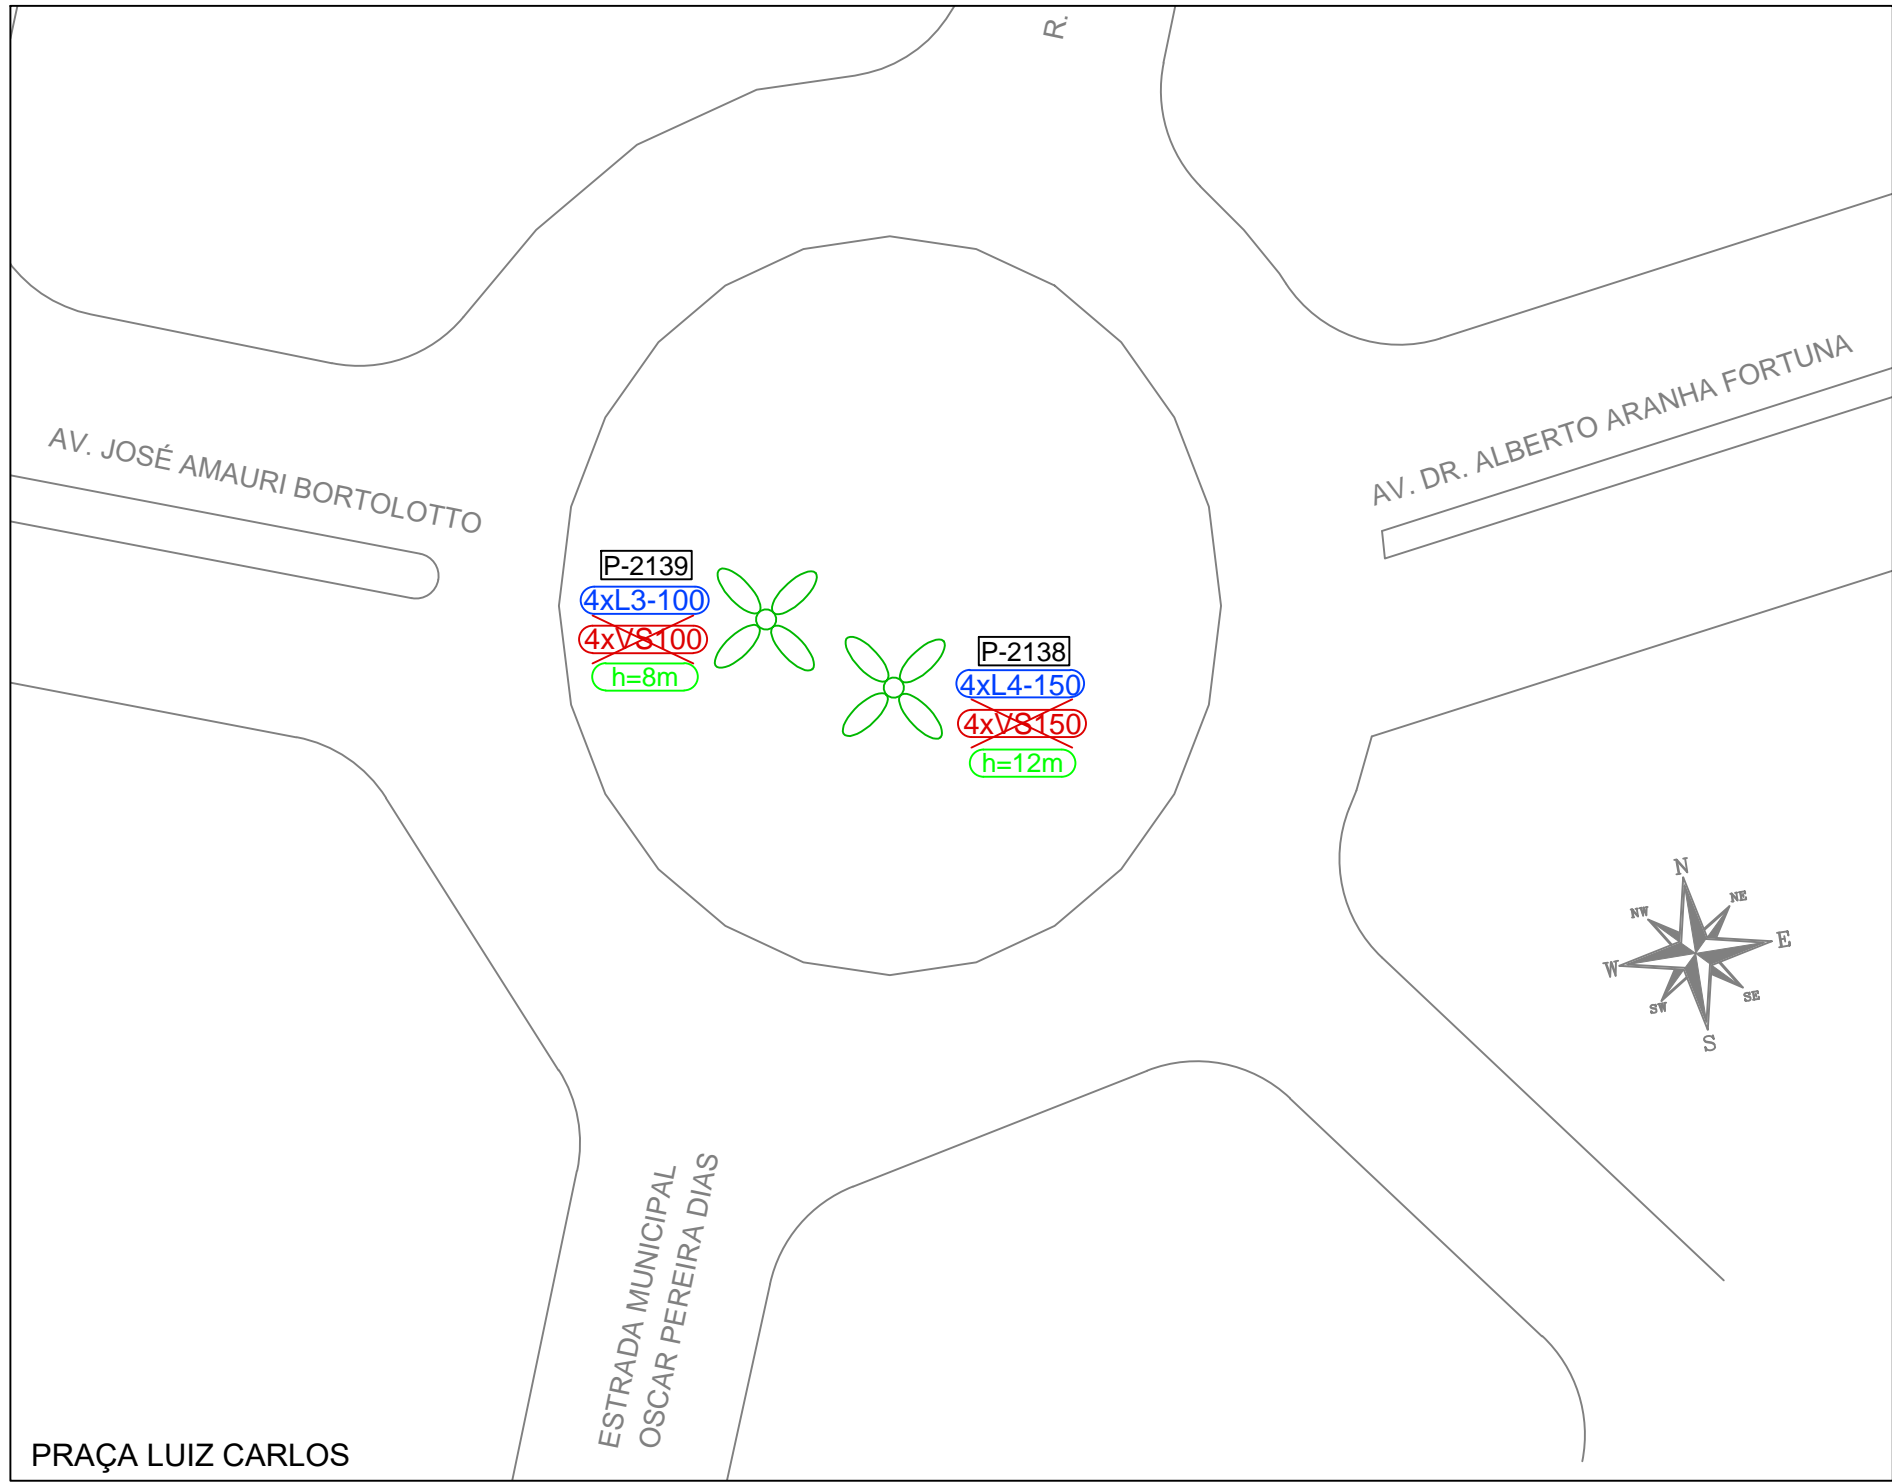 R.
AV. JOSÉ AMAURI BORTOLOTTO
AV. DR. ALBERTO ARANHA FORTUNA
P-2139
4xL3-100
4xVS100
h=8m
P-2138
4xL4-150
4xVS150
h=12m
N
NE
E
SE
S
SW
W
NW
ESTRADA MUNICIPAL
OSCAR PEREIRA DIAS
PRAÇA LUIZ CARLOS